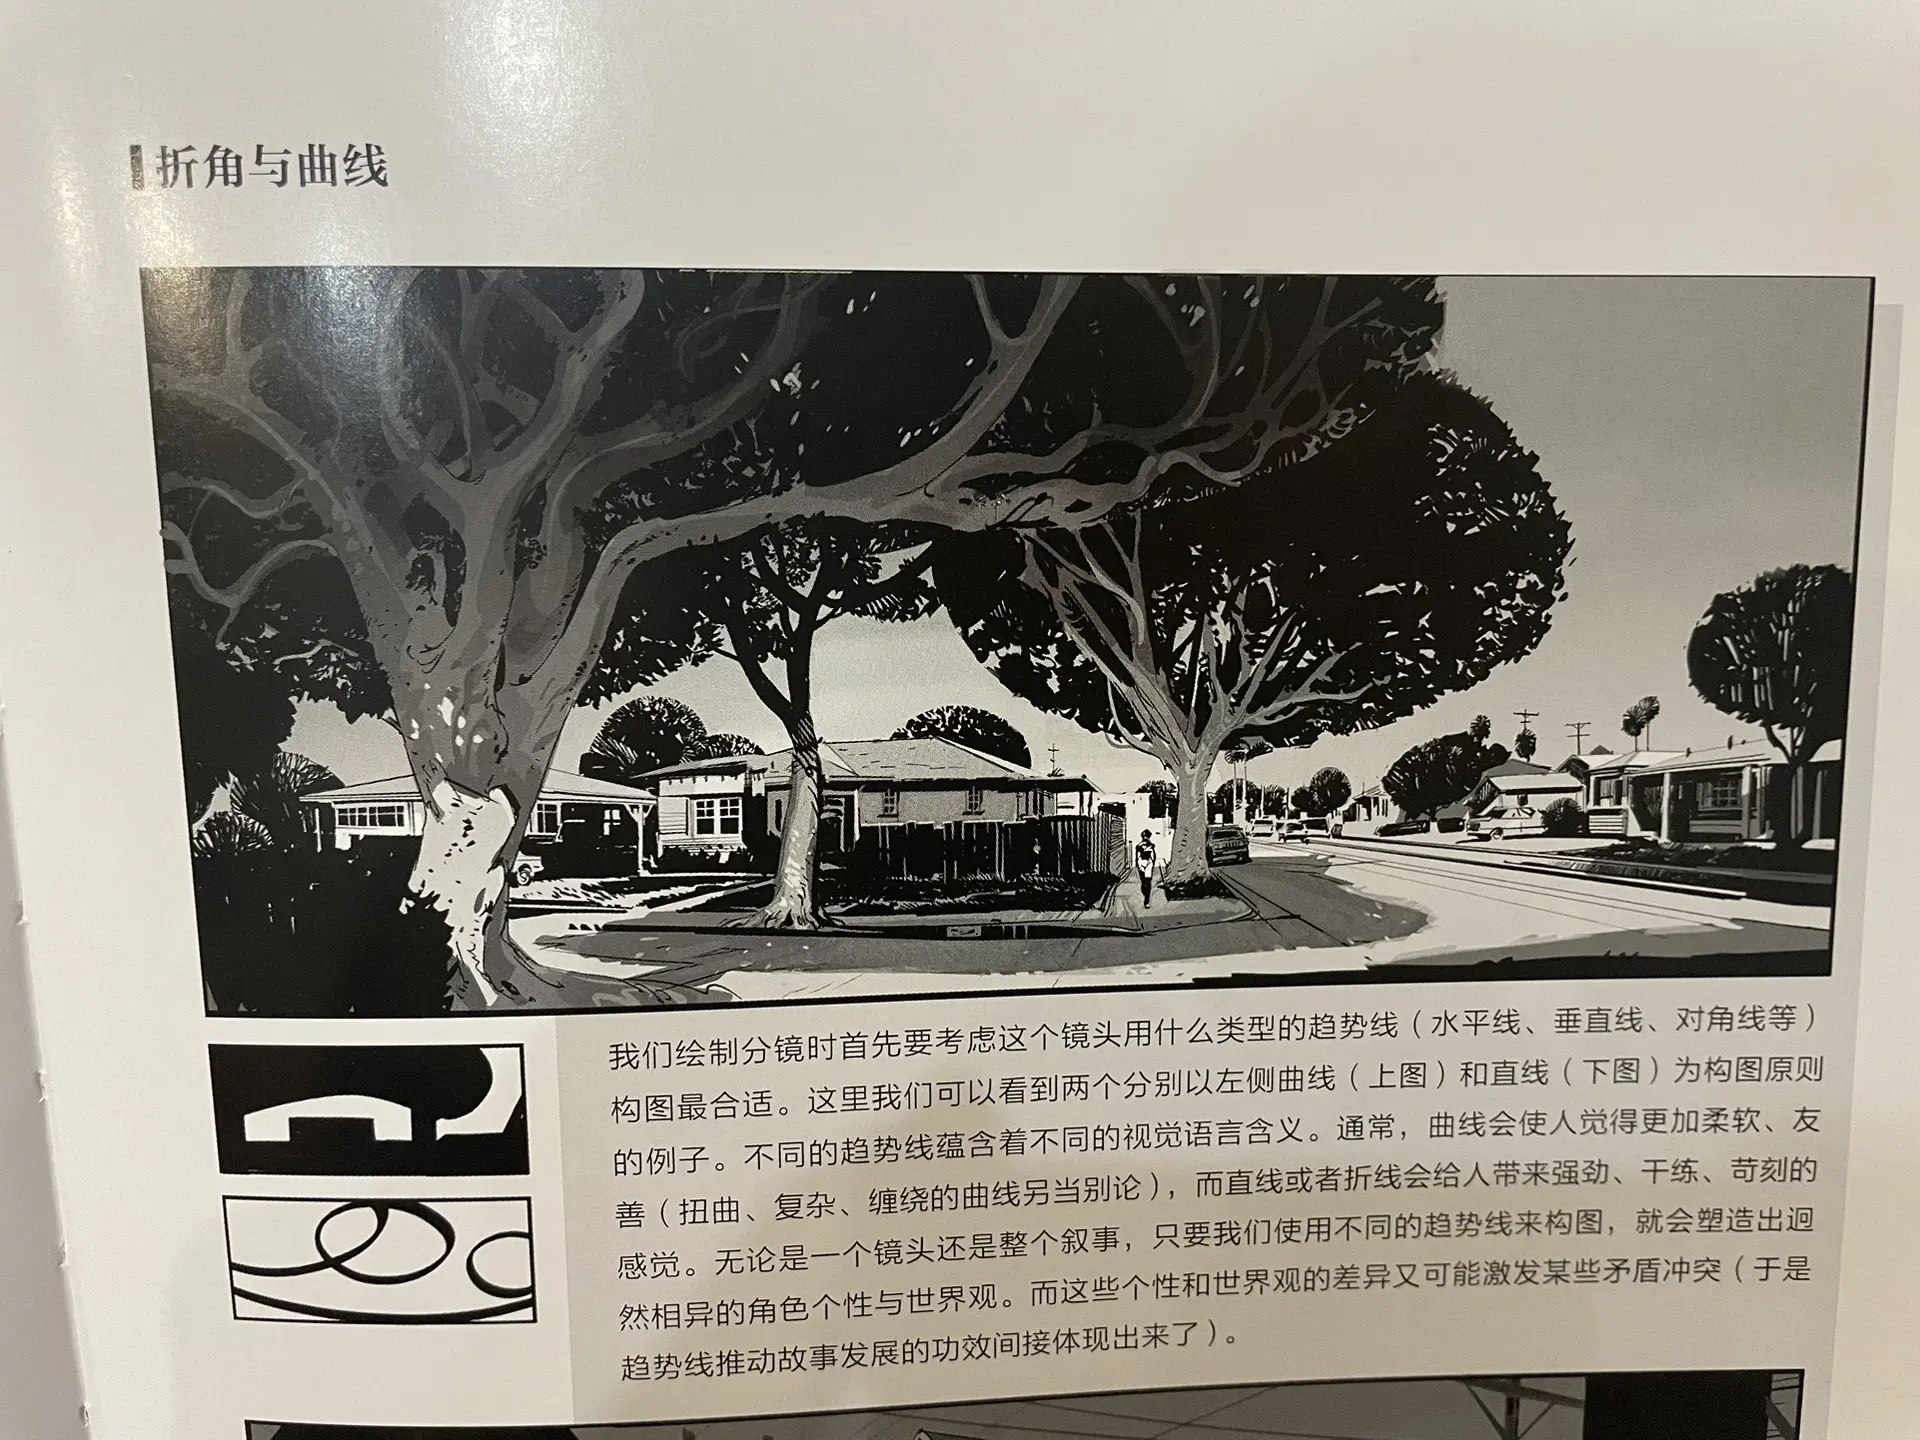 折角与曲线
我们绘制分镜时首先要考虑这个镜头用什么类型的趋势线（水平线、垂直线、对角线等）
构图最合适。这里我们可以看到两个分别以左侧曲线（上图）和直线（下图）为构图原则
的例子。不同的趋势线蕴含着不同的视觉语言含义。通常，曲线会使人觉得更加柔软、友
善（扭曲、复杂、缠绕的曲线另当别论），而直线或者折线会给人带来强劲、干练、苛刻的
感觉。无论是一个镜头还是整个叙事，只要我们使用不同的趋势线来构图，就会塑造出迥
然相异的角色个性与世界观。而这些个性和世界观的差异又可能激发某些矛盾冲突（于是
趋势线推动故事发展的功效间接体现出来了）。